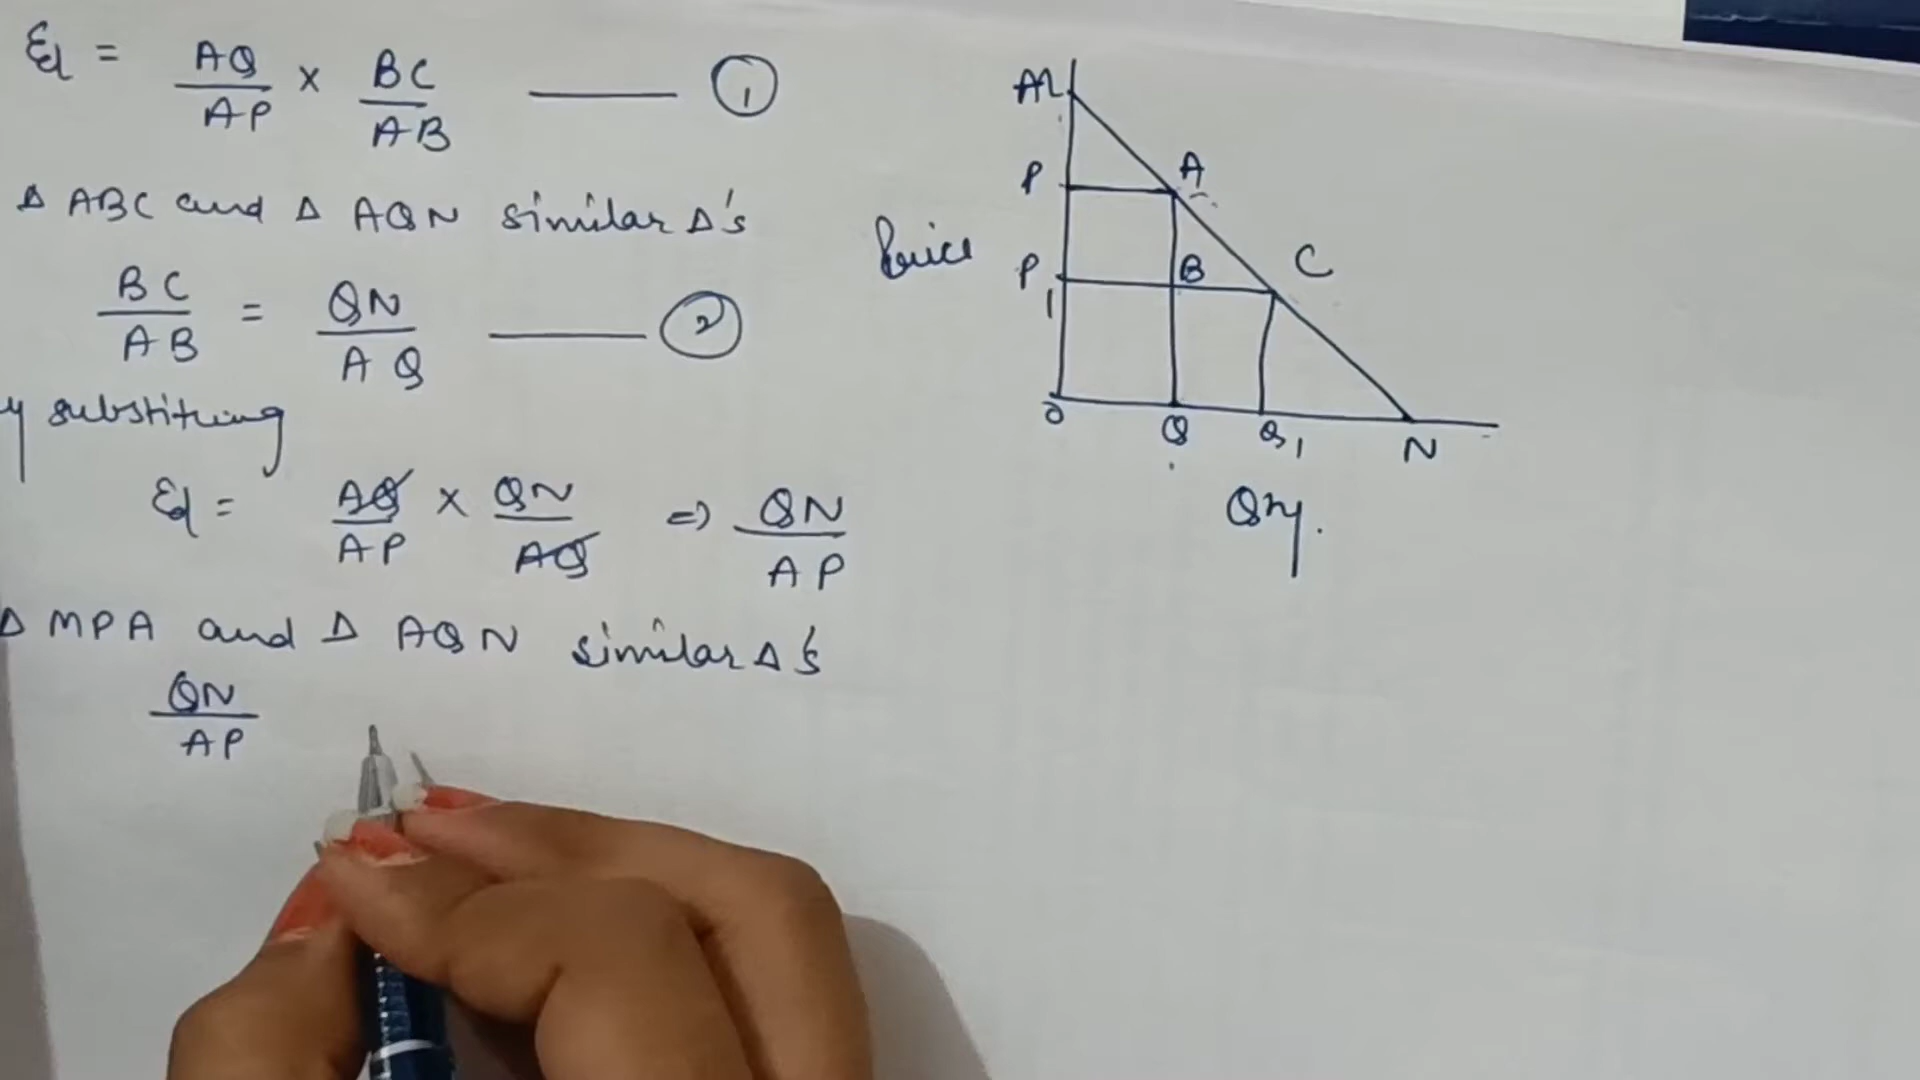 Ed = AQ/AP × BC/AB —— ①
Δ ABC and Δ AQN similar Δ's
BC/AB = QN/AQ —— ②
y substituing
Ed = AQ/AP × QN/AQ => QN/AP
Δ MPA and Δ AQN similar Δ's
QN/AP
M
P
A
Price
P1
B
C
O
Q
Q1
N
Qty.